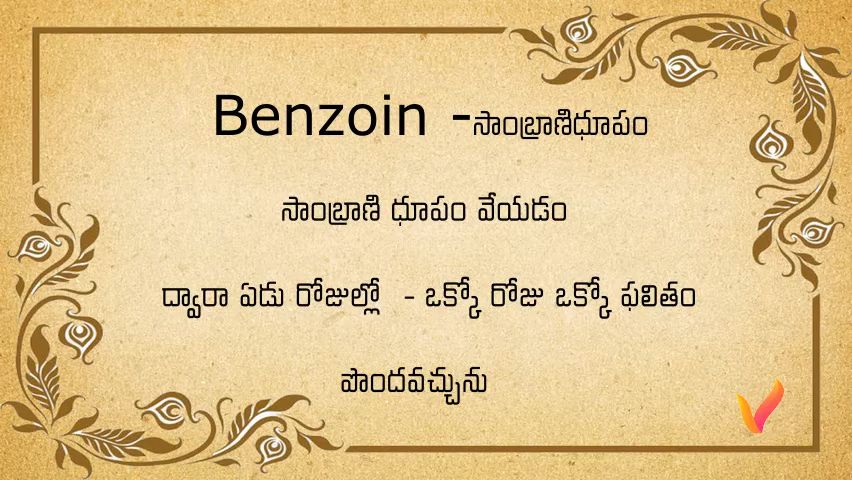 Benzoin -సాంబ్రాణిధూపం
సాంబ్రాణి ధూపం వేయడం
ద్వారా ఏడు రోజుల్లో - ఒక్కో రోజు ఒక్కో ఫలితం
పొందవచ్చును